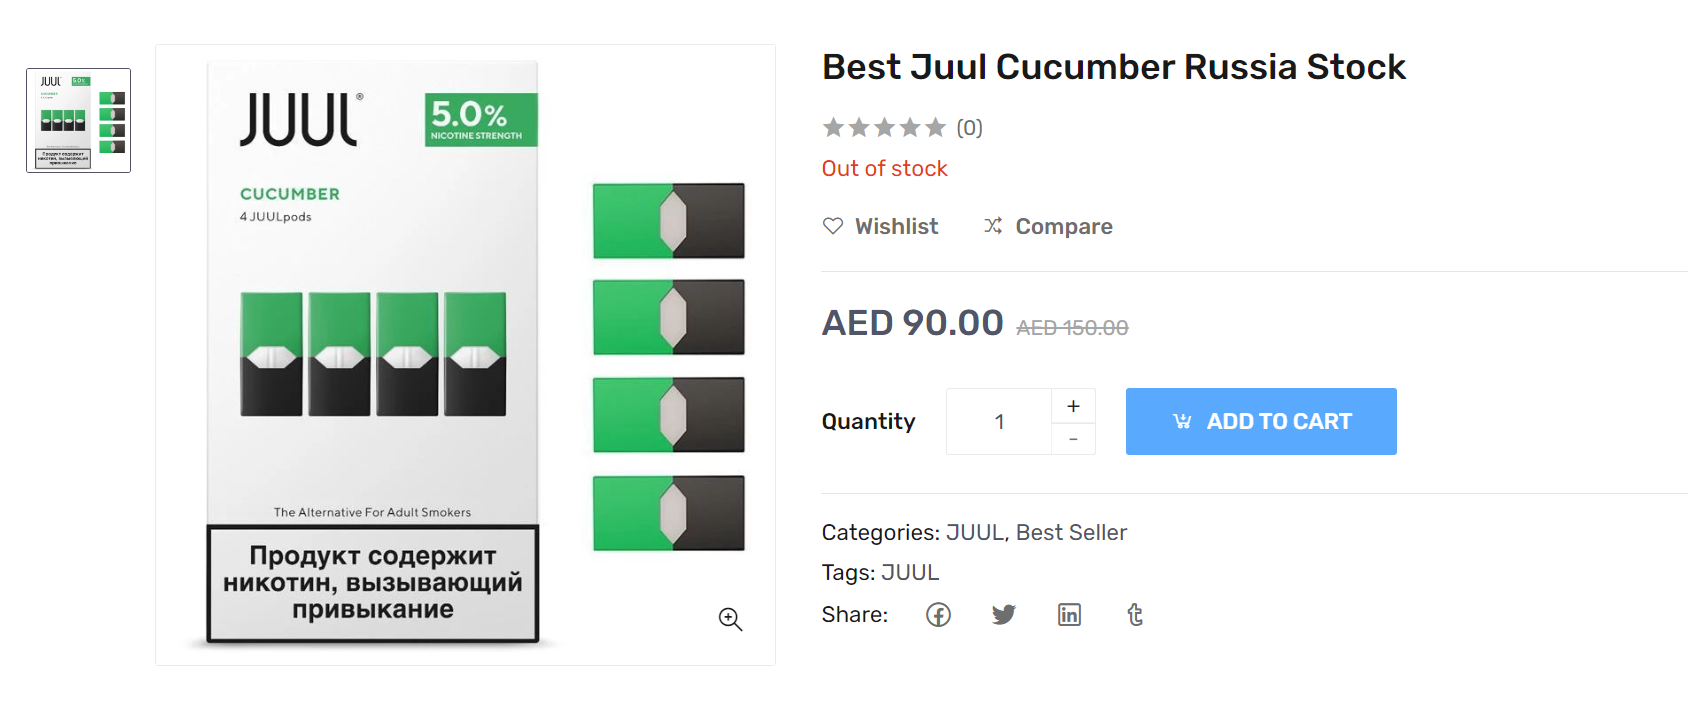 JUUL®
5.0%
NICOTINE STRENGTH
CUCUMBER
4 JUULpods
The Alternative For Adult Smokers
Продукт содержит
никотин, вызывающий
привыкание
Best Juul Cucumber Russia Stock
(0)
Out of stock
Wishlist
Compare
AED 90.00 AED 150.00
Quantity
1
+
-
ADD TO CART
Categories: JUUL, Best Seller
Tags: JUUL
Share: